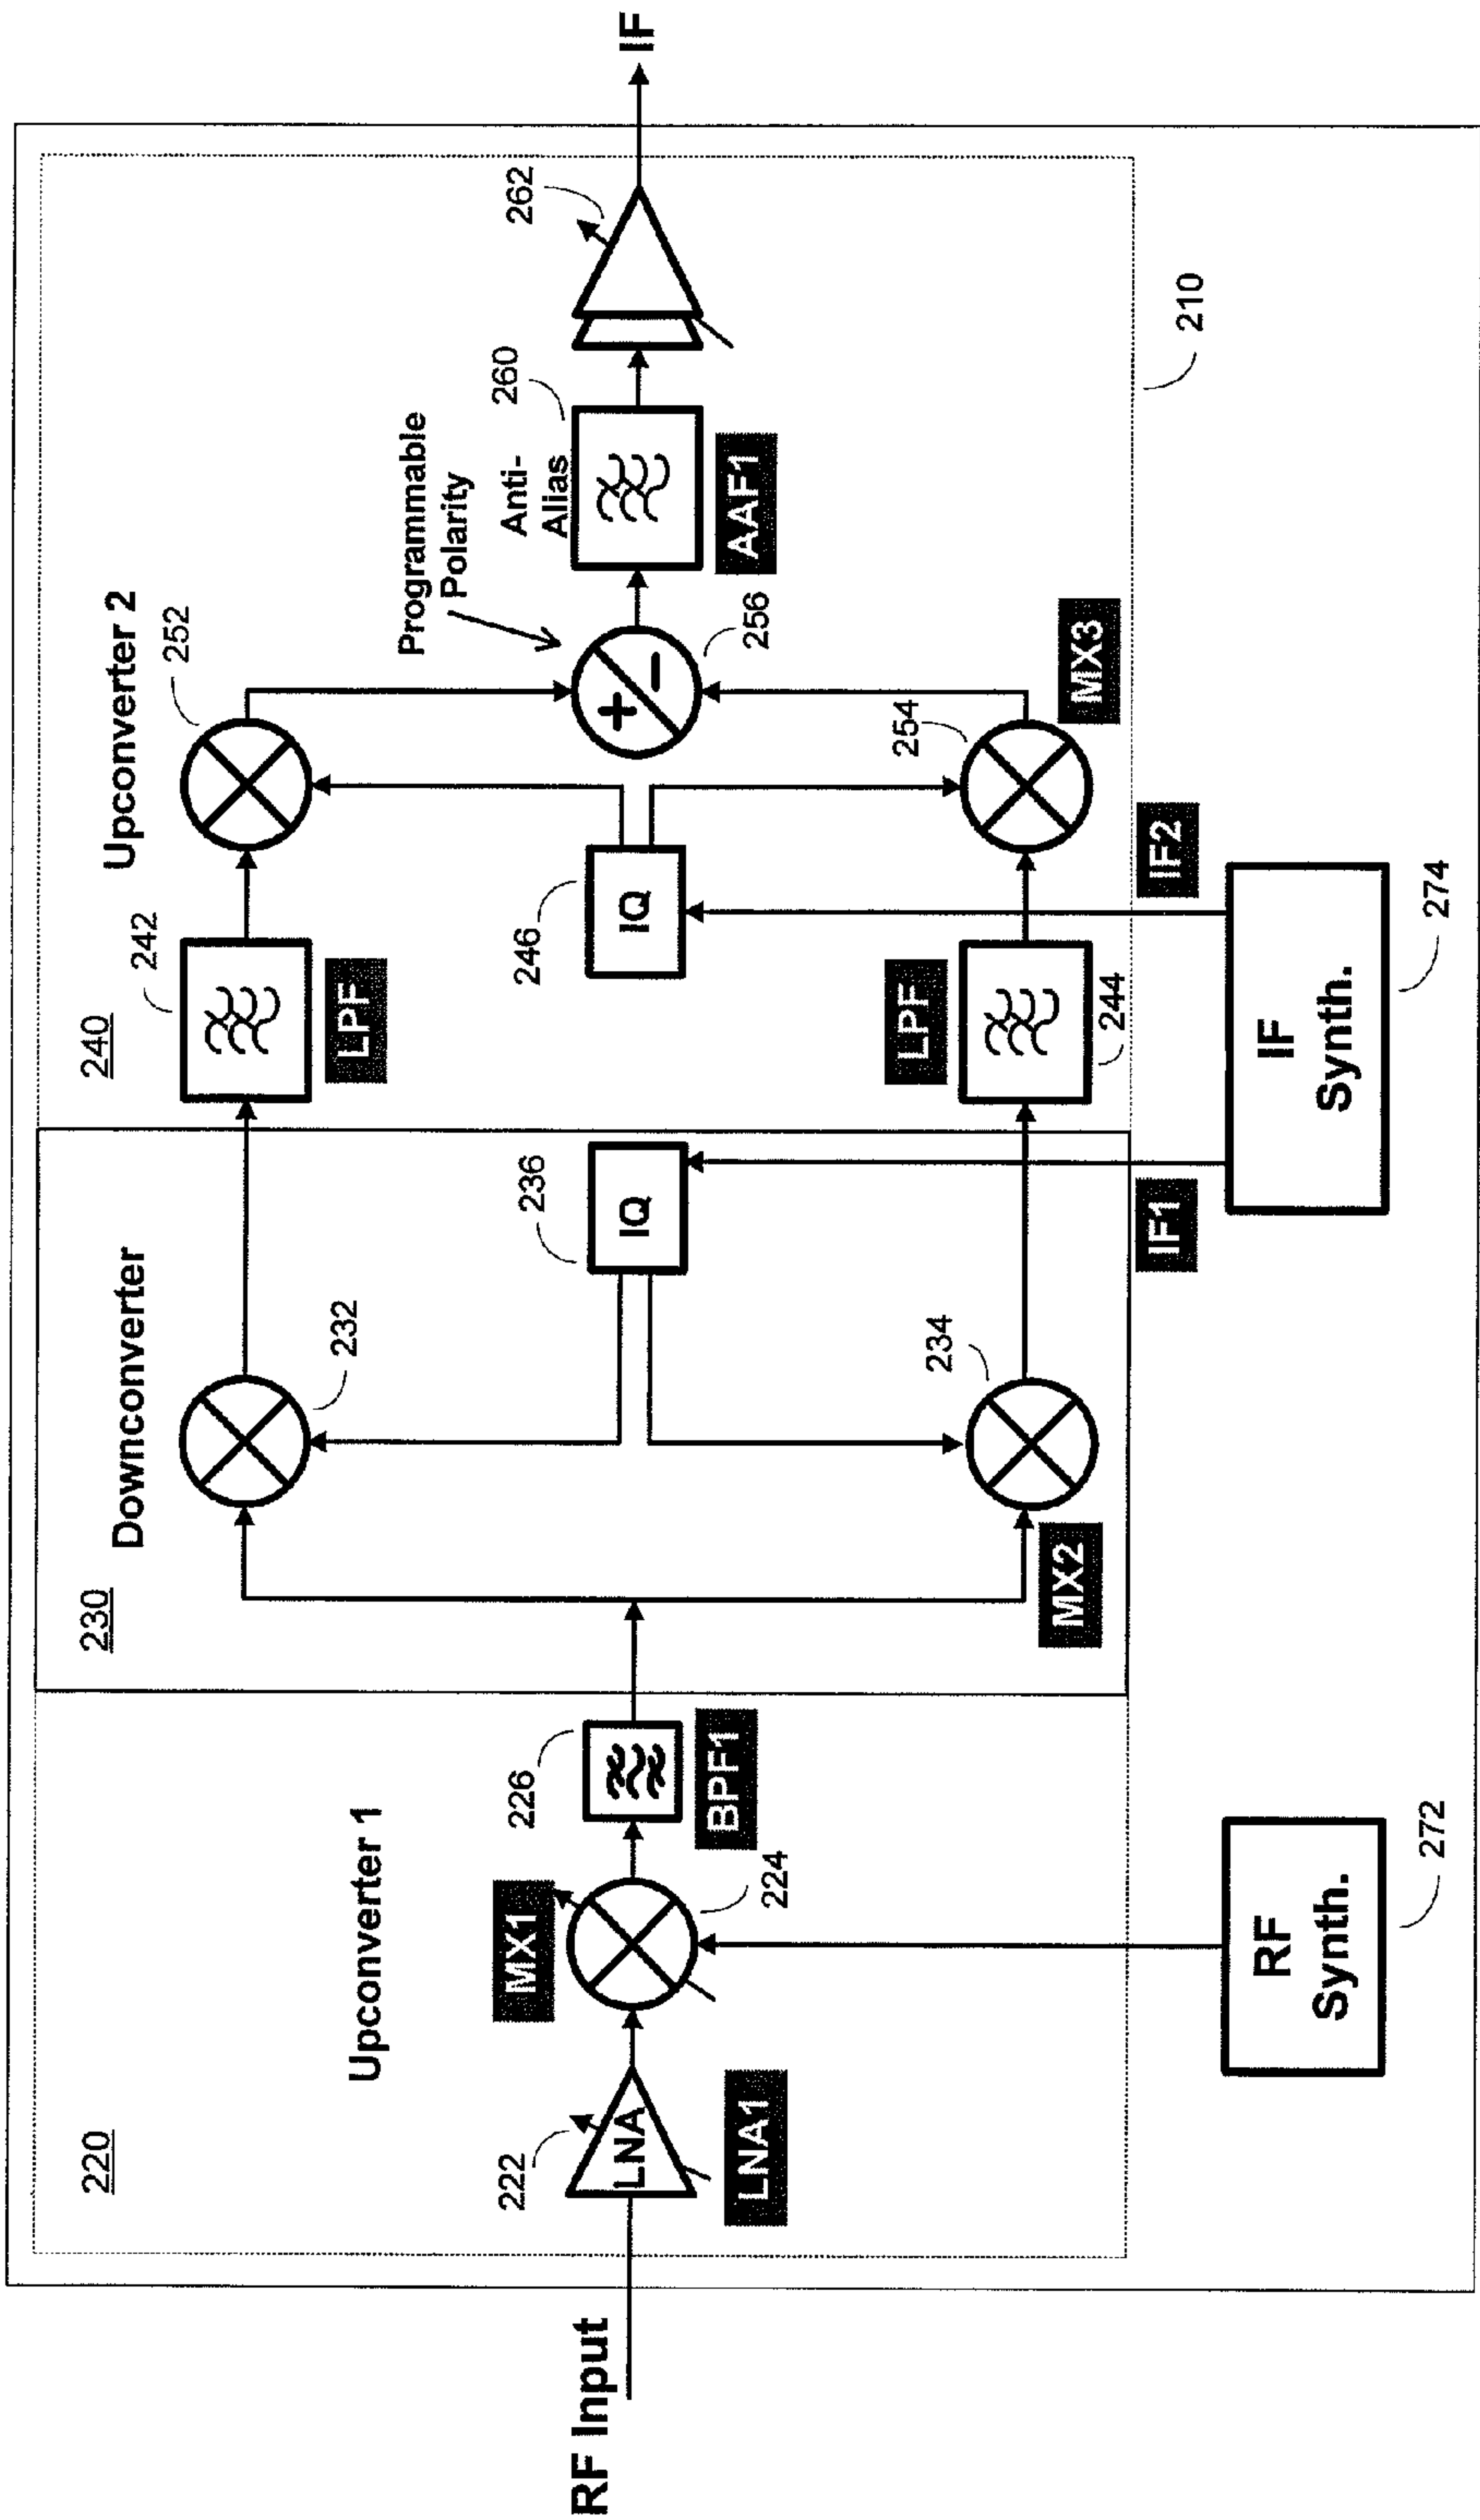 220
Upconverter 1
RF Input
222
LNA
LNA1
MX1
224
226
BPF1
RF
Synth.
272
230
Downconverter
232
236
IQ
234
MX2
IF1
240
Upconverter 2
242
LPF
252
246
IQ
LPF
244
254
MX3
IF2
IF
Synth.
274
Programmable
Polarity
+
−
256
Anti-
Alias
260
AAF1
262
210
IF